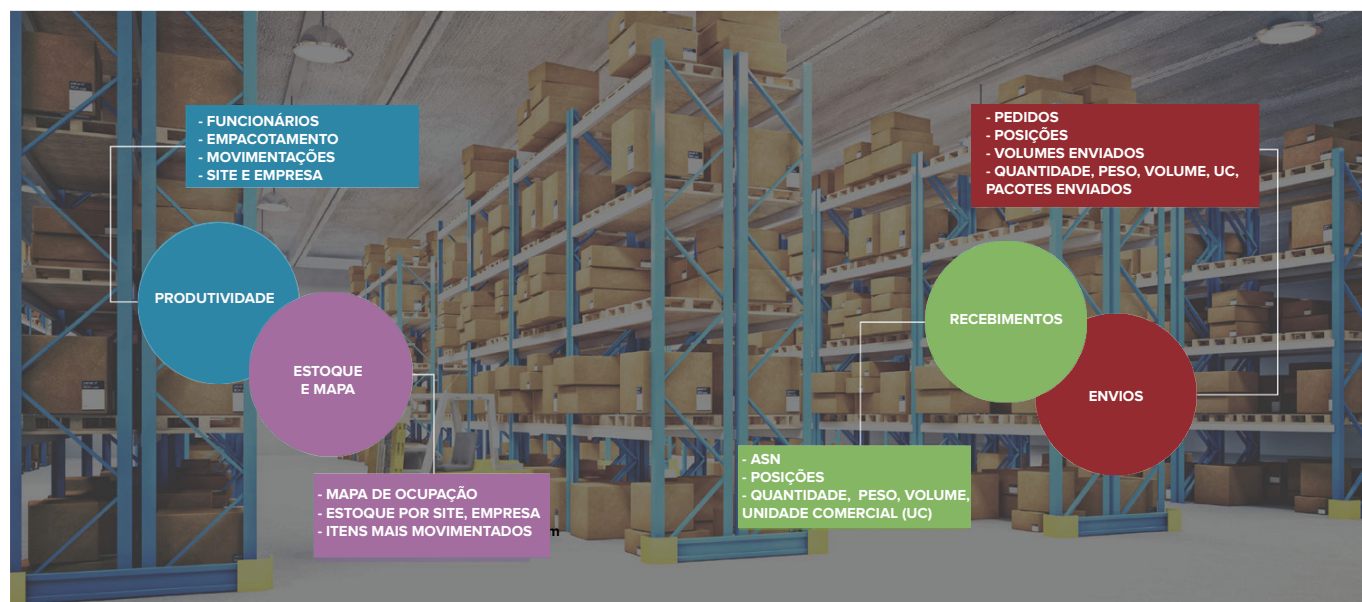 - FUNCIONÁRIOS
- EMPACOTAMENTO
- MOVIMENTAÇÕES
- SITE E EMPRESA
PRODUTIVIDADE
ESTOQUE
E MAPA
- MAPA DE OCUPAÇÃO
- ESTOQUE POR SITE, EMPRESA
- ITENS MAIS MOVIMENTADOS
- PEDIDOS
- POSIÇÕES
- VOLUMES ENVIADOS
- QUANTIDADE, PESO, VOLUME, UC,
PACOTES ENVIADOS
RECEBIMENTOS
ENVIOS
- ASN
- POSIÇÕES
- QUANTIDADE,  PESO, VOLUME,
UNIDADE COMERCIAL (UC)